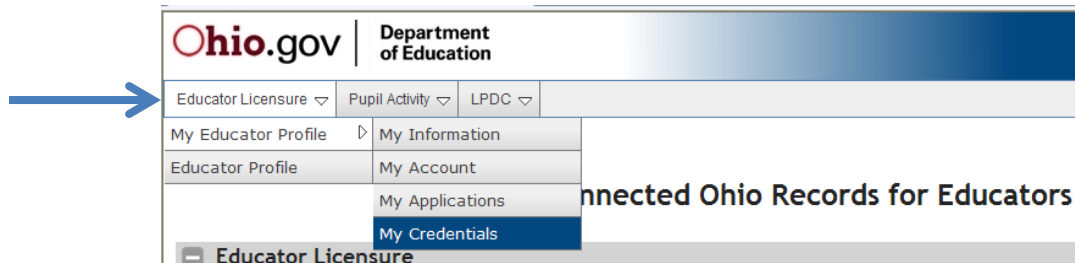 Ohio.gov | Department of Education
Educator Licensure Pupil Activity LPDC
My Educator Profile My Information
Educator Profile My Account
My Applications
nnected Ohio Records for Educators
My Credentials
Educator Licensure